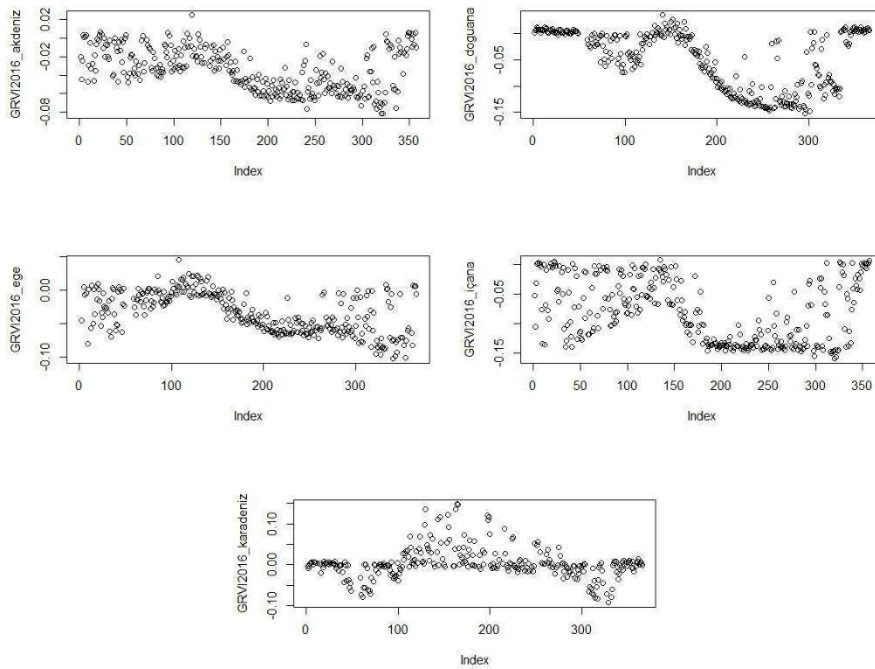 GRVI2016_akdeniz
0.02
-0.02
-0.08
0 50 100 150 200 250 300 350
Index
GRVI2016_doguana
-0.05
-0.15
0 100 200 300
Index
GRVI2016_ege
0.00
-0.10
0 100 200 300
Index
GRVI2016_içana
-0.05
-0.15
0 50 100 150 200 250 300 350
Index
GRVI2016_karadeniz
0.10
0.00
-0.10
0 100 200 300
Index